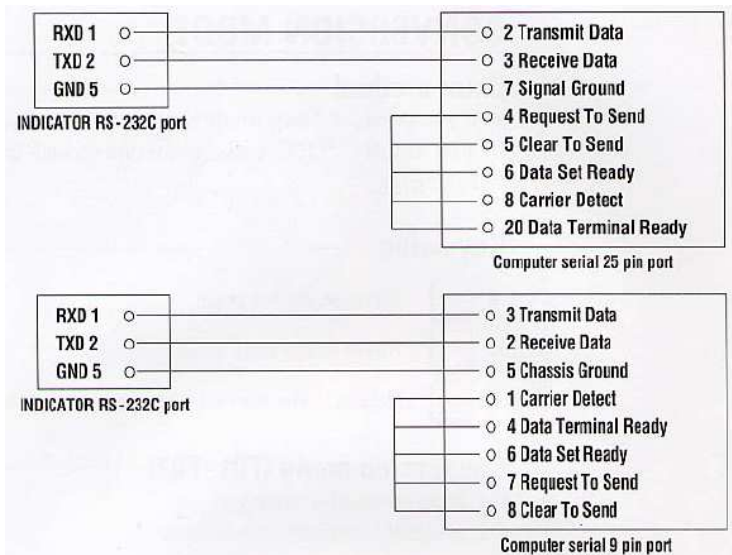 RXD 1
TXD 2
GND 5
INDICATOR RS-232C port
2 Transmit Data
3 Receive Data
7 Signal Ground
4 Request To Send
5 Clear To Send
6 Data Set Ready
8 Carrier Detect
20 Data Terminal Ready
Computer serial 25 pin port
RXD 1
TXD 2
GND 5
INDICATOR RS-232C port
3 Transmit Data
2 Receive Data
5 Chassis Ground
1 Carrier Detect
4 Data Terminal Ready
6 Data Set Ready
7 Request To Send
8 Clear To Send
Computer serial 9 pin port